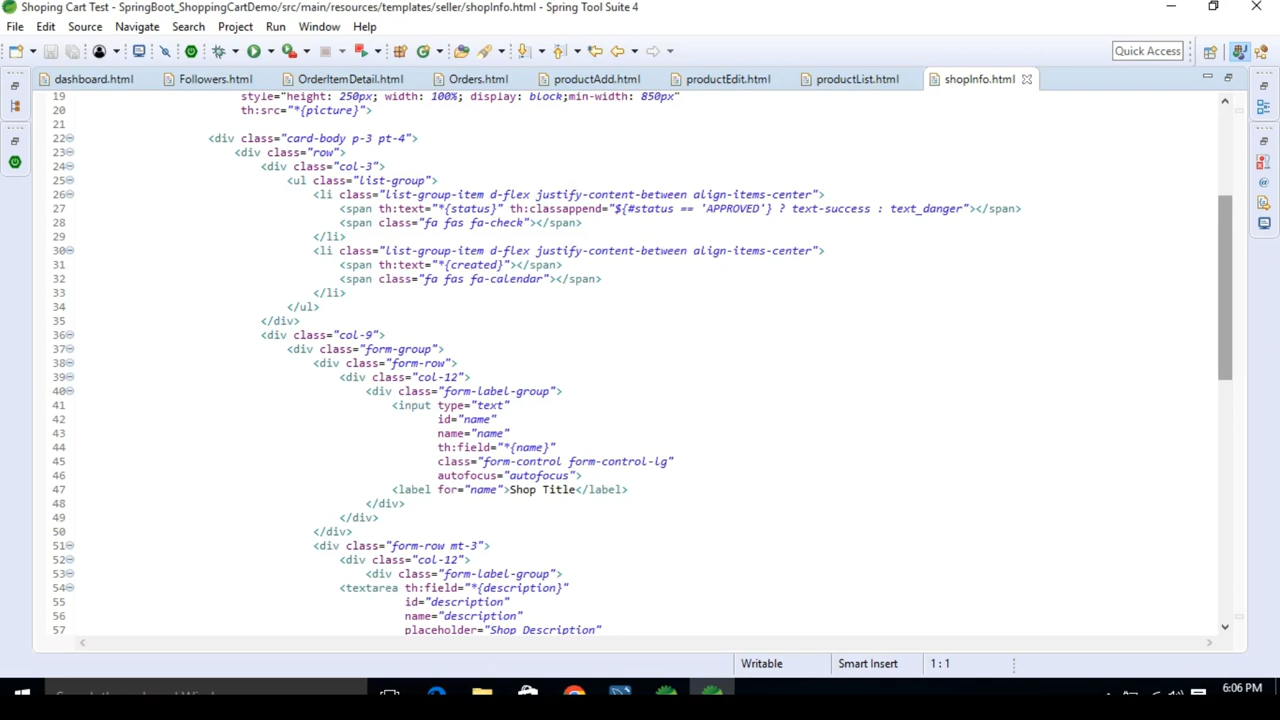 Shoping Cart Test - SpringBoot_ShoppingCartDemo/src/main/resources/templates/seller/shopInfo.html - Spring Tool Suite 4
File Edit Source Navigate Search Project Run Window Help
Quick Access
dashboard.html Followers.html OrderItemDetail.html Orders.html productAdd.html productEdit.html productList.html shopInfo.html
19 style="height: 250px; width: 100%; display: block;min-width: 850px"
20 th:src="*{picture}">
21
22 <div class="card-body p-3 pt-4">
23 <div class="row">
24 <div class="col-3">
25 <ul class="list-group">
26 <li class="list-group-item d-flex justify-content-between align-items-center">
27 <span th:text="*{status}" th:classappend="${#status == 'APPROVED'} ? text-success : text_danger"></span>
28 <span class="fa fas fa-check"></span>
29 </li>
30 <li class="list-group-item d-flex justify-content-between align-items-center">
31 <span th:text="*{created}"></span>
32 <span class="fa fas fa-calendar"></span>
33 </li>
34 </ul>
35 </div>
36 <div class="col-9">
37 <div class="form-group">
38 <div class="form-row">
39 <div class="col-12">
40 <div class="form-label-group">
41 <input type="text"
42 id="name"
43 name="name"
44 th:field="*{name}"
45 class="form-control form-control-lg"
46 autofocus="autofocus">
47 <label for="name">Shop Title</label>
48 </div>
49 </div>
50 </div>
51 <div class="form-row mt-3">
52 <div class="col-12">
53 <div class="form-label-group">
54 <textarea th:field="*{description}"
55 id="description"
56 name="description"
57 placeholder="Shop Description"
Writable Smart Insert 1 : 1
6:06 PM